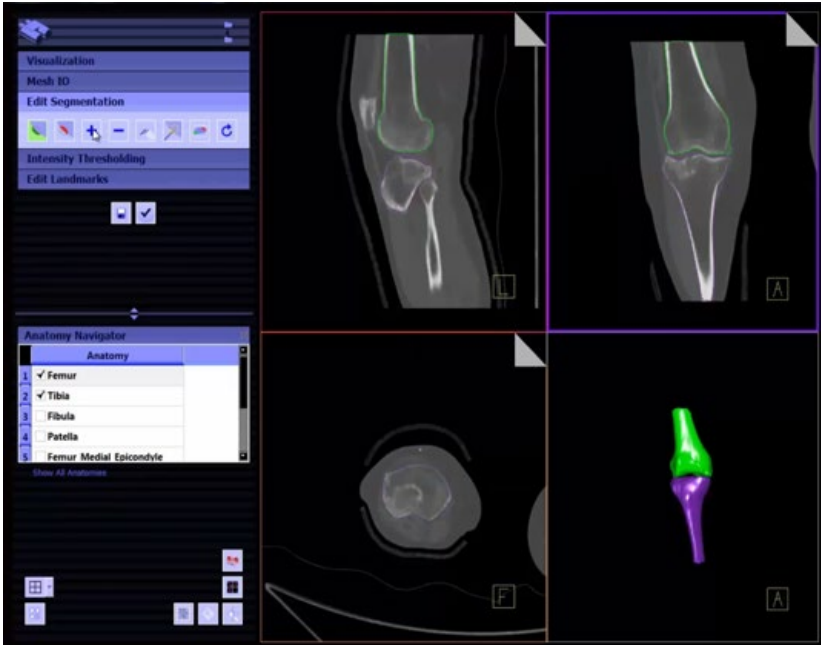 Visualization
Mesh IO
Edit Segmentation
Intensity Thresholding
Edit Landmarks
L
A
Anatomy Navigator
Anatomy
1 Femur
2 Tibia
3 Fibula
4 Patella
5 Femur Medial Epicondyle
Show All Anatomies
F
A